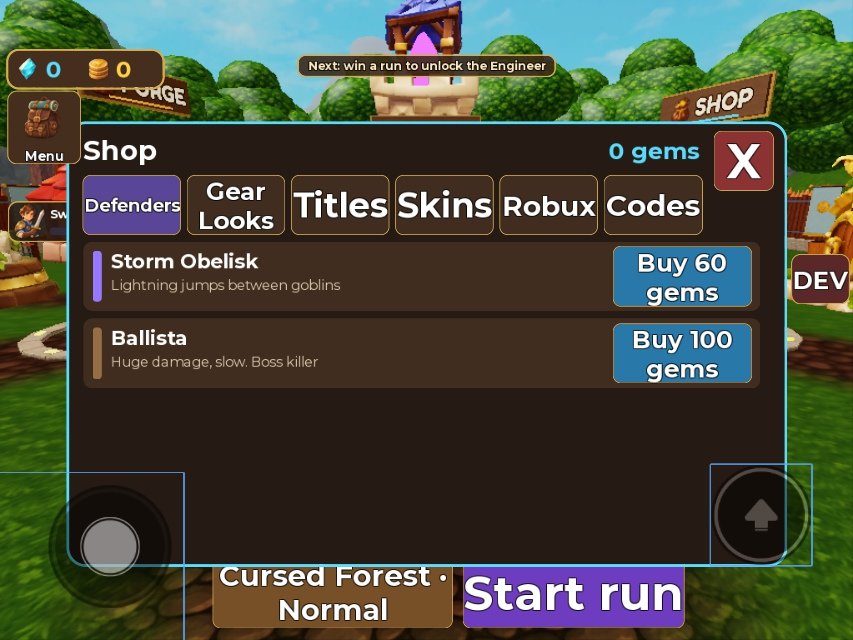 0 0
Next: win a run to unlock the Engineer
SHOP
Menu
Shop
0 gems
X
Defenders
Gear
Looks
Titles
Skins
Robux
Codes
Storm Obelisk
Lightning jumps between goblins
Buy 60
gems
DEV
Ballista
Huge damage, slow. Boss killer
Buy 100
gems
Cursed Forest ·
Normal
Start run